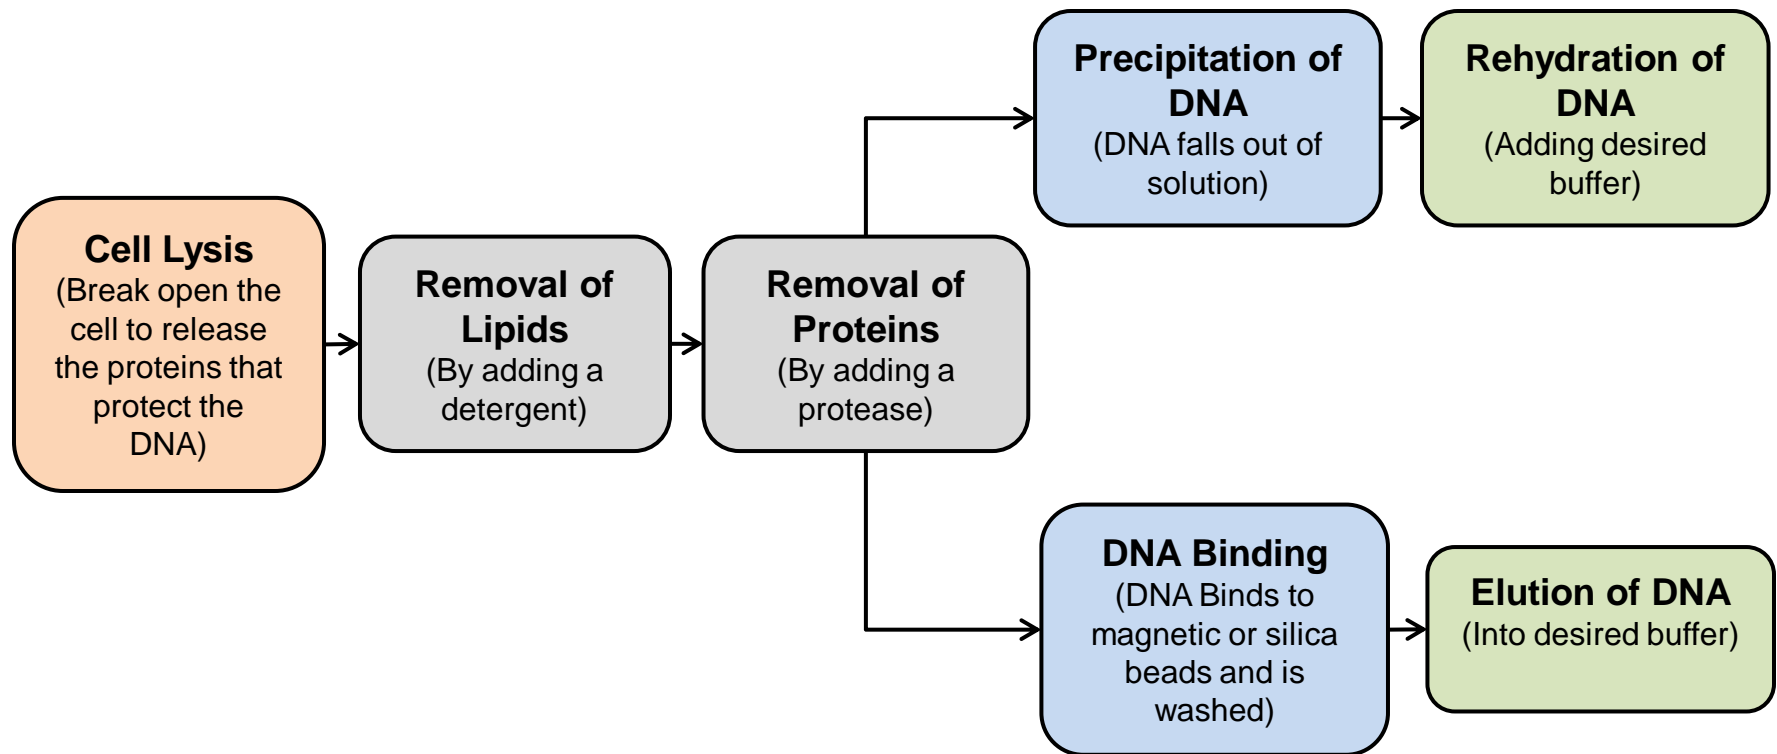 Cell Lysis
(Break open the
cell to release
the proteins that
protect the
DNA)
Removal of
Lipids
(By adding a
detergent)
Removal of
Proteins
(By adding a
protease)
Precipitation of
DNA
(DNA falls out of
solution)
Rehydration of
DNA
(Adding desired
buffer)
DNA Binding
(DNA Binds to
magnetic or silica
beads and is
washed)
Elution of DNA
(Into desired buffer)